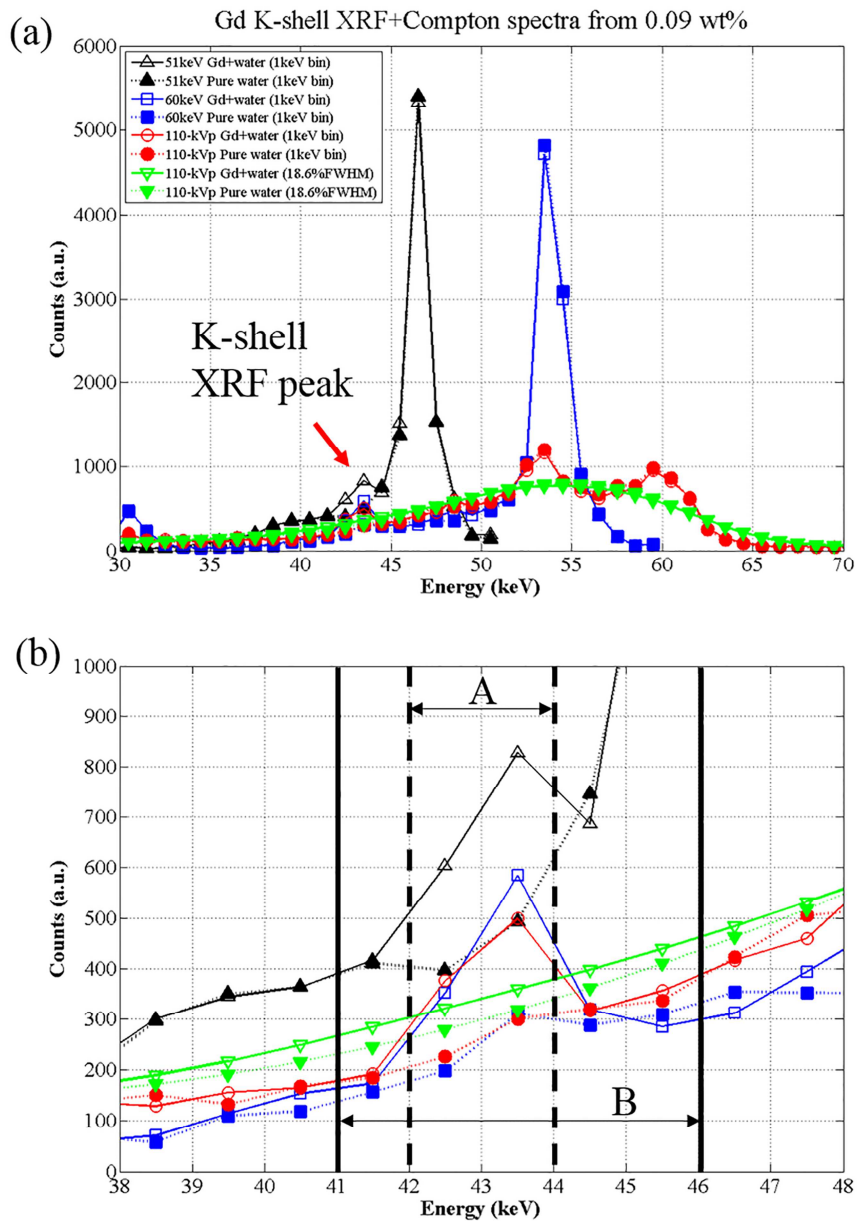 (a)
Gd K-shell XRF+Compton spectra from 0.09 wt%
6000
5000
4000
3000
2000
1000
0
Counts (a.u.)
51keV Gd+water (1keV bin)
51keV Pure water (1keV bin)
60keV Gd+water (1keV bin)
60keV Pure water (1keV bin)
110-kVp Gd+water (1keV bin)
110-kVp Pure water (1keV bin)
110-kVp Gd+water (18.6%FWHM)
110-kVp Pure water (18.6%FWHM)
K-shell
XRF peak
30 35 40 45 50 55 60 65 70
Energy (keV)
(b)
1000
900
800
700
600
500
400
300
200
100
0
Counts (a.u.)
A
B
38 39 40 41 42 43 44 45 46 47 48
Energy (keV)